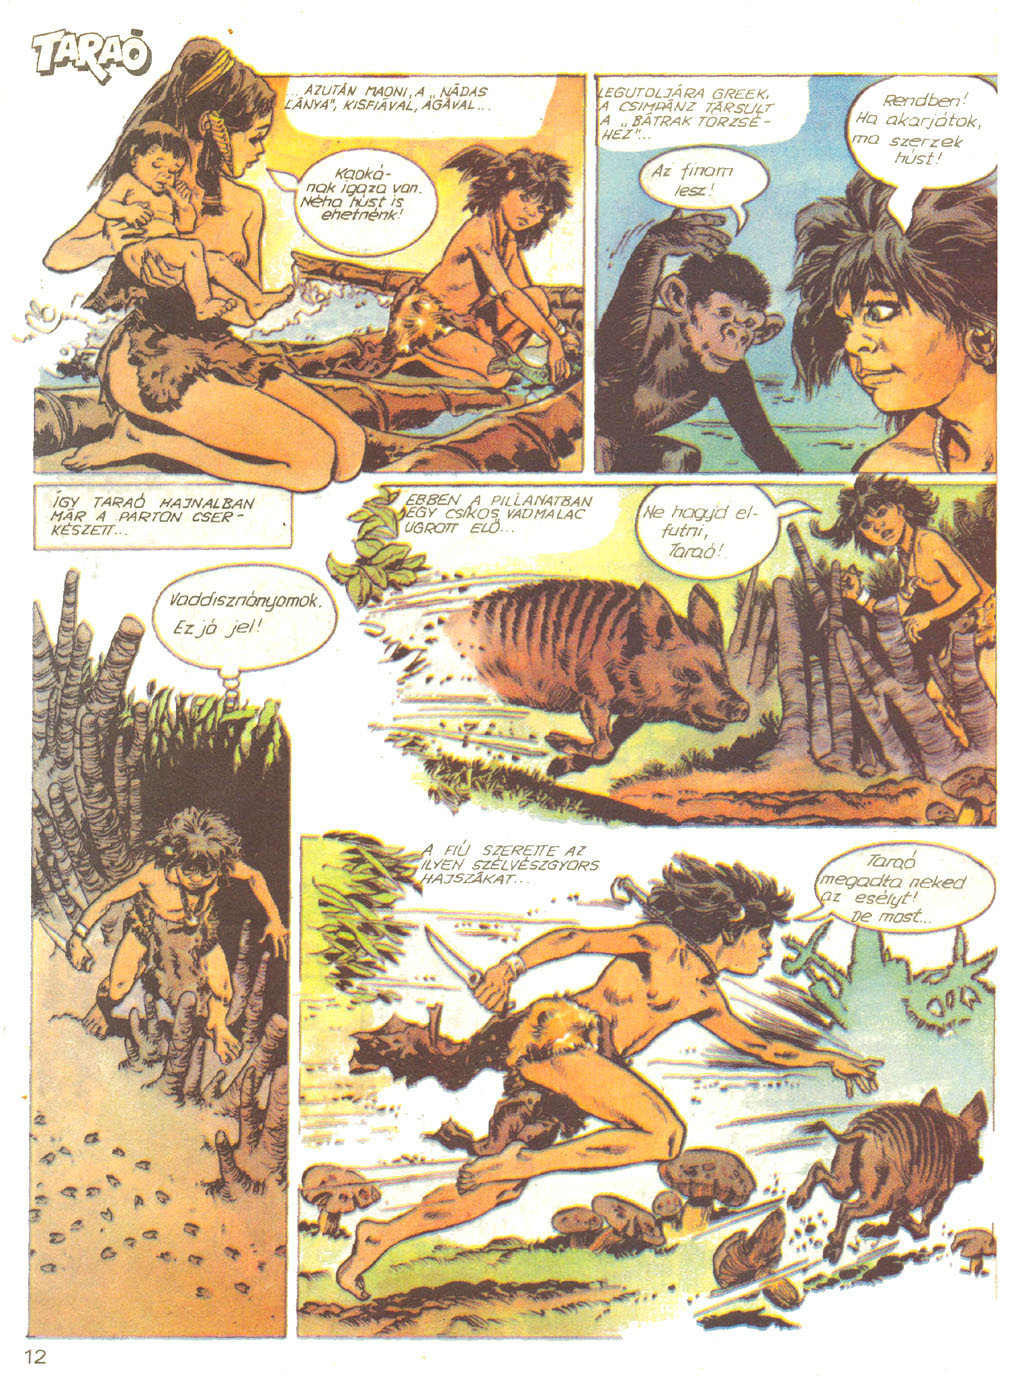 TARAÓ
... AZUTÁN MAONI, A „NÁDAS
LÁNYA", KISFIÁVAL, AGÁVAL...
Kaoká-
nak igaza van.
Néha húst is
ehetnénk!
LEGUTOLJÁRA GREEK,
A CSIMPÁNZ TÁRSULT
A „BÁTRAK TÖRZSÉ-
HEZ"...
Az finom
lesz!
Rendben!
Ha akarjátok,
ma szerzek
húst!
ÍGY TARAÓ HAJNALBAN
MÁR A PARTON CSER-
KÉSZETT...
Vaddisznónyomok.
Ez jó jel!
EBBEN A PILLANATBAN
EGY CSÍKOS VADMALAC
UGROTT ELŐ...
Ne hagyjd el-
futni,
Taraó!
A FIÚ SZERETTE AZ
ILYEN SZÉLVÉSZGYORS
HAJSZÁKAT...
Taraó
megadta neked
az esélyt!
De most...
12